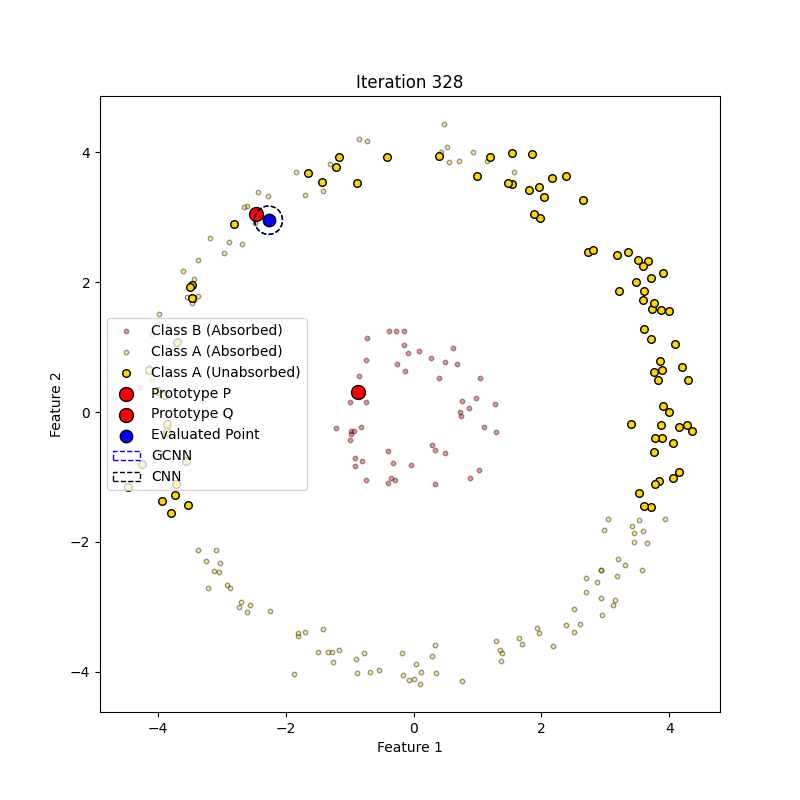 Iteration 328
4
2
0
−2
−4
Feature 2
Class B (Absorbed)
Class A (Absorbed)
Class A (Unabsorbed)
Prototype P
Prototype Q
Evaluated Point
GCNN
CNN
−4
−2
0
2
4
Feature 1